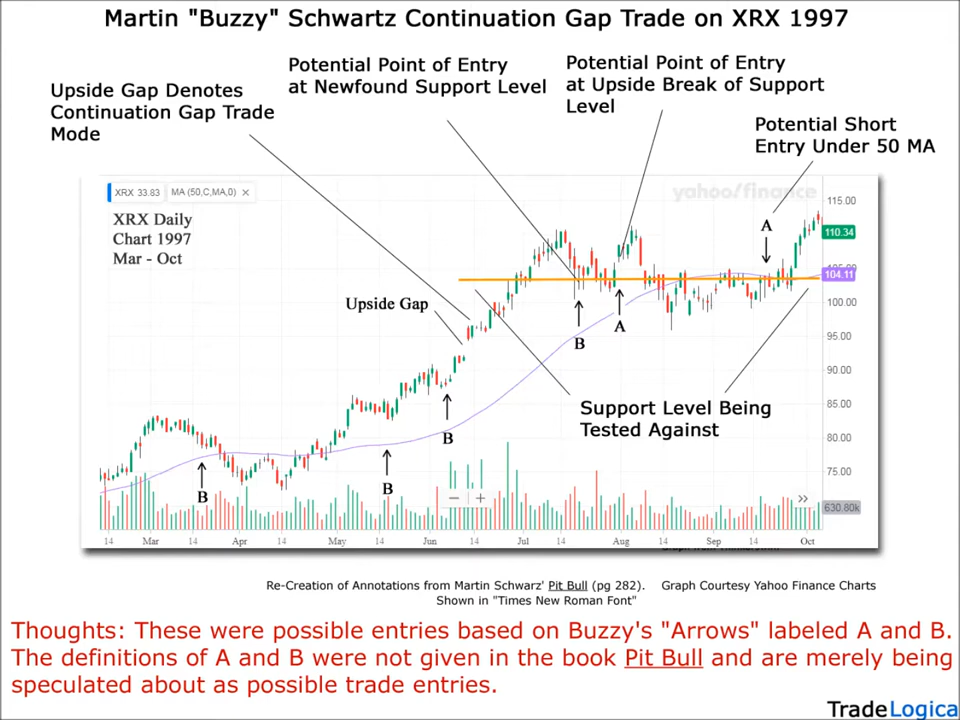 Martin "Buzzy" Schwartz Continuation Gap Trade on XRX 1997
Potential Point of Entry
at Newfound Support Level
Potential Point of Entry
at Upside Break of Support
Level
Upside Gap Denotes
Continuation Gap Trade
Mode
Potential Short
Entry Under 50 MA
XRX 33.83 MA (50,C,MA,0) ×
yahoo/finance
XRX Daily
Chart 1997
Mar - Oct
115.00
110.34
104.11
100.00
95.00
90.00
85.00
80.00
75.00
630.80k
A
Upside Gap
B
A
B
B
B
Support Level Being
Tested Against
− +
»
14 Mar 14 Apr 14 May 14 Jun 14 Jul 14 Aug 14 Sep 14 Oct
Re-Creation of Annotations from Martin Schwarz' Pit Bull (pg 282). Graph Courtesy Yahoo Finance Charts
Shown in "Times New Roman Font"
Thoughts: These were possible entries based on Buzzy's "Arrows" labeled A and B.
The definitions of A and B were not given in the book Pit Bull and are merely being
speculated about as possible trade entries.
TradeLogica